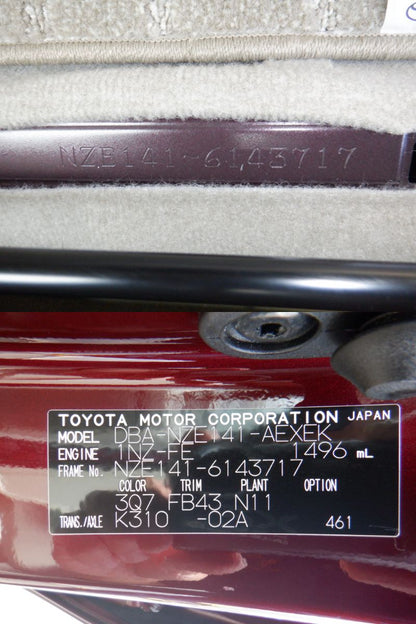 NZE141-6143717
TOYOTA MOTOR CORPORATION JAPAN
MODEL DBA-NZE141-AEXEK
ENGINE 1NZ-FE 1496 mL
FRAME No. NZE141-6143717
COLOR TRIM PLANT OPTION
3Q7 FB43 N11
TRANS./AXLE K310 -02A 461